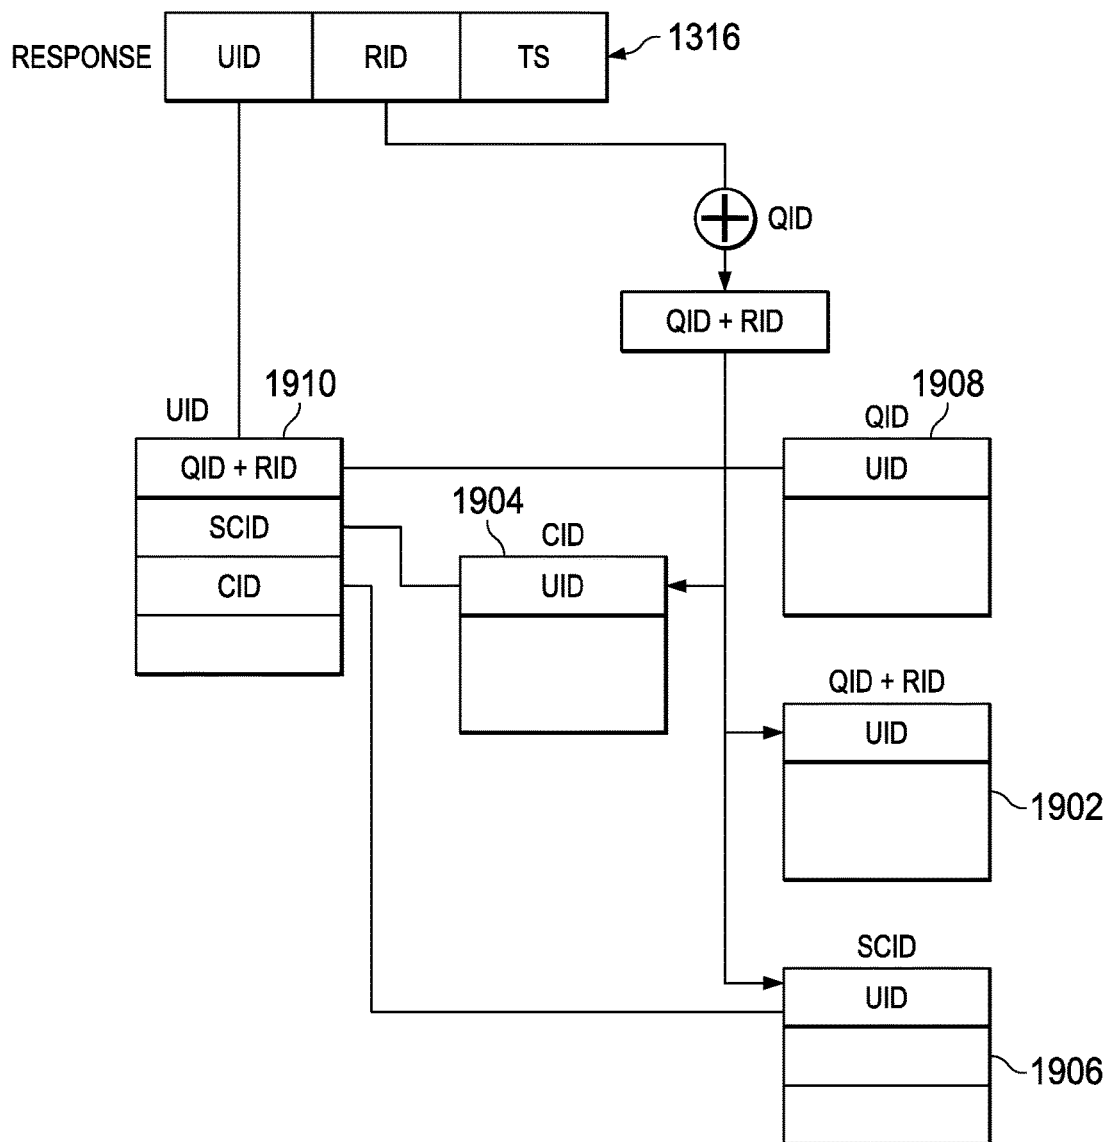 1316
RESPONSE UID RID TS
QID
QID + RID
1910
1908
UID
QID
QID + RID
UID
1904
SCID
CID
CID
UID
QID + RID
UID
1902
SCID
UID
1906